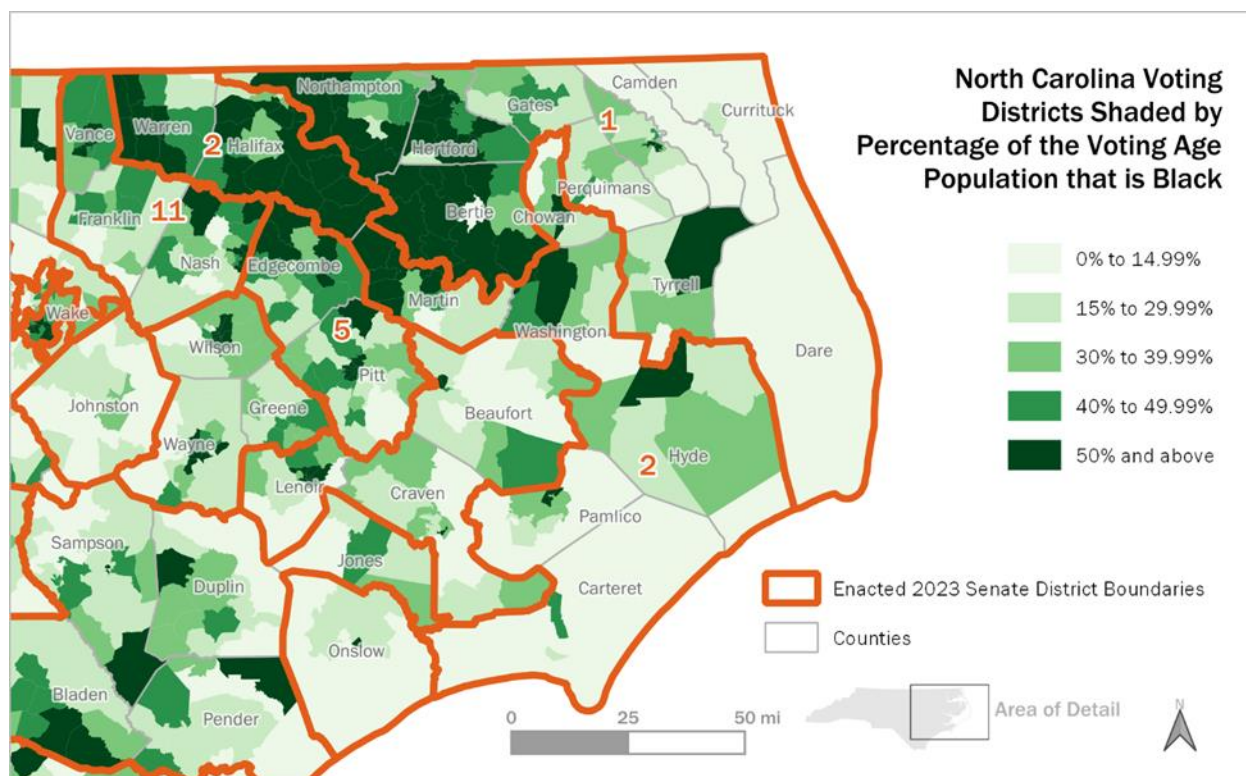 North Carolina Voting
Districts Shaded by
Percentage of the Voting Age
Population that is Black
0% to 14.99%
15% to 29.99%
30% to 39.99%
40% to 49.99%
50% and above
Enacted 2023 Senate District Boundaries
Counties
Area of Detail
N
0 25 50 mi
Northampton
Camden
Currituck
Gates
Vance
Warren
1
2
Halifax
Hertford
Perquimans
Franklin
11
Bertie
Chowan
Nash
Edgecombe
Tyrrell
Martin
Wake
5
Washington
Wilson
Dare
Pitt
Johnston
Greene
Beaufort
Wayne
2
Hyde
Lenoir
Craven
Pamlico
Sampson
Jones
Duplin
Carteret
Onslow
Bladen
Pender